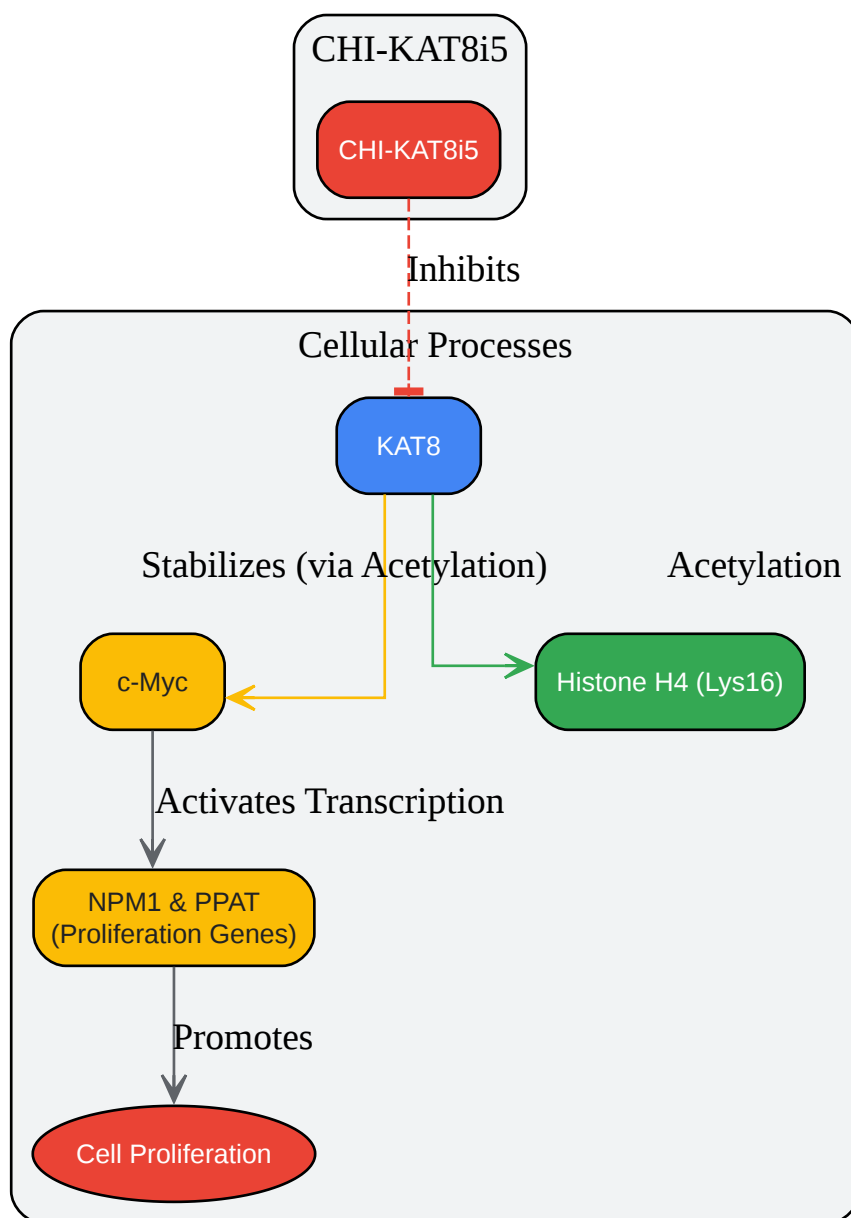 CHI-KAT8i5
CHI-KAT8i5
Inhibits
Cellular Processes
KAT8
Stabilizes (via Acetylation)
Acetylation
c-Myc
Histone H4 (Lys16)
Activates Transcription
NPM1 & PPAT
(Proliferation Genes)
Promotes
Cell Proliferation